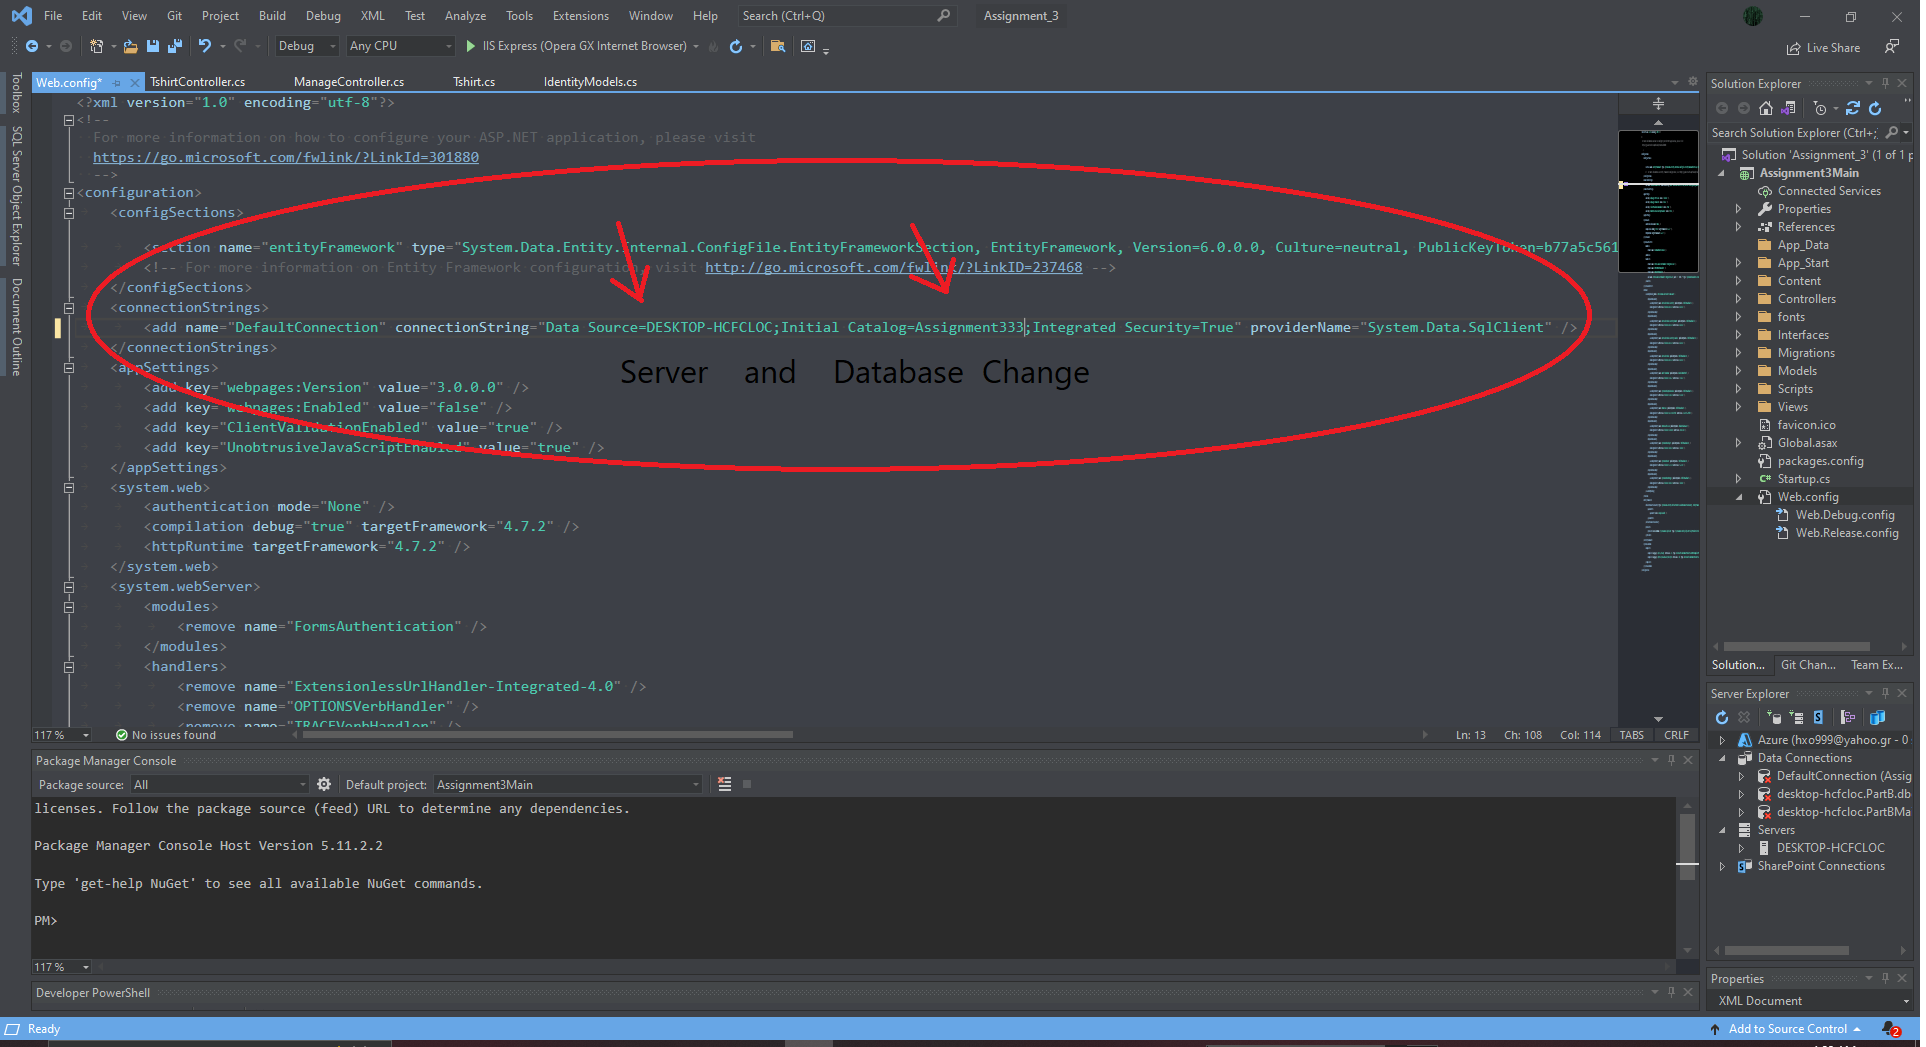 File Edit View Git Project Build Debug XML Test Analyze Tools Extensions Window Help Search (Ctrl+Q) Assignment_3
Debug Any CPU IIS Express (Opera GX Internet Browser) Live Share
Web.config* TshirtController.cs ManageController.cs Tshirt.cs IdentityModels.cs
Toolbox
SQL Server Object Explorer
Document Outline
<?xml version="1.0" encoding="utf-8"?>
<!--
For more information on how to configure your ASP.NET application, please visit
https://go.microsoft.com/fwlink/?LinkId=301880
-->
<configuration>
<configSections>
<section name="entityFramework" type="System.Data.Entity.Internal.ConfigFile.EntityFrameworkSection, EntityFramework, Version=6.0.0.0, Culture=neutral, PublicKeyToken=b77a5c561
<!-- For more information on Entity Framework configuration, visit http://go.microsoft.com/fwlink/?LinkID=237468 -->
</configSections>
<connectionStrings>
<add name="DefaultConnection" connectionString="Data Source=DESKTOP-HCFCLOC;Initial Catalog=Assignment333;Integrated Security=True" providerName="System.Data.SqlClient" />
</connectionStrings>
Server and Database Change
<appSettings>
<add key="webpages:Version" value="3.0.0.0" />
<add key="webpages:Enabled" value="false" />
<add key="ClientValidationEnabled" value="true" />
<add key="UnobtrusiveJavaScriptEnabled" value="true" />
</appSettings>
<system.web>
<authentication mode="None" />
<compilation debug="true" targetFramework="4.7.2" />
<httpRuntime targetFramework="4.7.2" />
</system.web>
<system.webServer>
<modules>
<remove name="FormsAuthentication" />
</modules>
<handlers>
<remove name="ExtensionlessUrlHandler-Integrated-4.0" />
<remove name="OPTIONSVerbHandler" />
<remove name="TRACEVerbHandler" />
117 % No issues found Ln: 13 Ch: 108 Col: 114 TABS CRLF
Package Manager Console
Package source: All Default project: Assignment3Main
licenses. Follow the package source (feed) URL to determine any dependencies.
Package Manager Console Host Version 5.11.2.2
Type 'get-help NuGet' to see all available NuGet commands.
PM>
117 %
Developer PowerShell
Solution Explorer
Search Solution Explorer (Ctrl+;
Solution 'Assignment_3' (1 of 1 p
Assignment3Main
Connected Services
Properties
References
App_Data
App_Start
Content
Controllers
fonts
Interfaces
Migrations
Models
Scripts
Views
favicon.ico
Global.asax
packages.config
C# Startup.cs
Web.config
Web.Debug.config
Web.Release.config
Solution... Git Chan... Team Ex...
Server Explorer
Azure (hxo999@yahoo.gr - 0
Data Connections
DefaultConnection (Assig
desktop-hcfcloc.PartB.db
desktop-hcfcloc.PartBMa
Servers
DESKTOP-HCFCLOC
SharePoint Connections
Properties
XML Document
Ready Add to Source Control 2